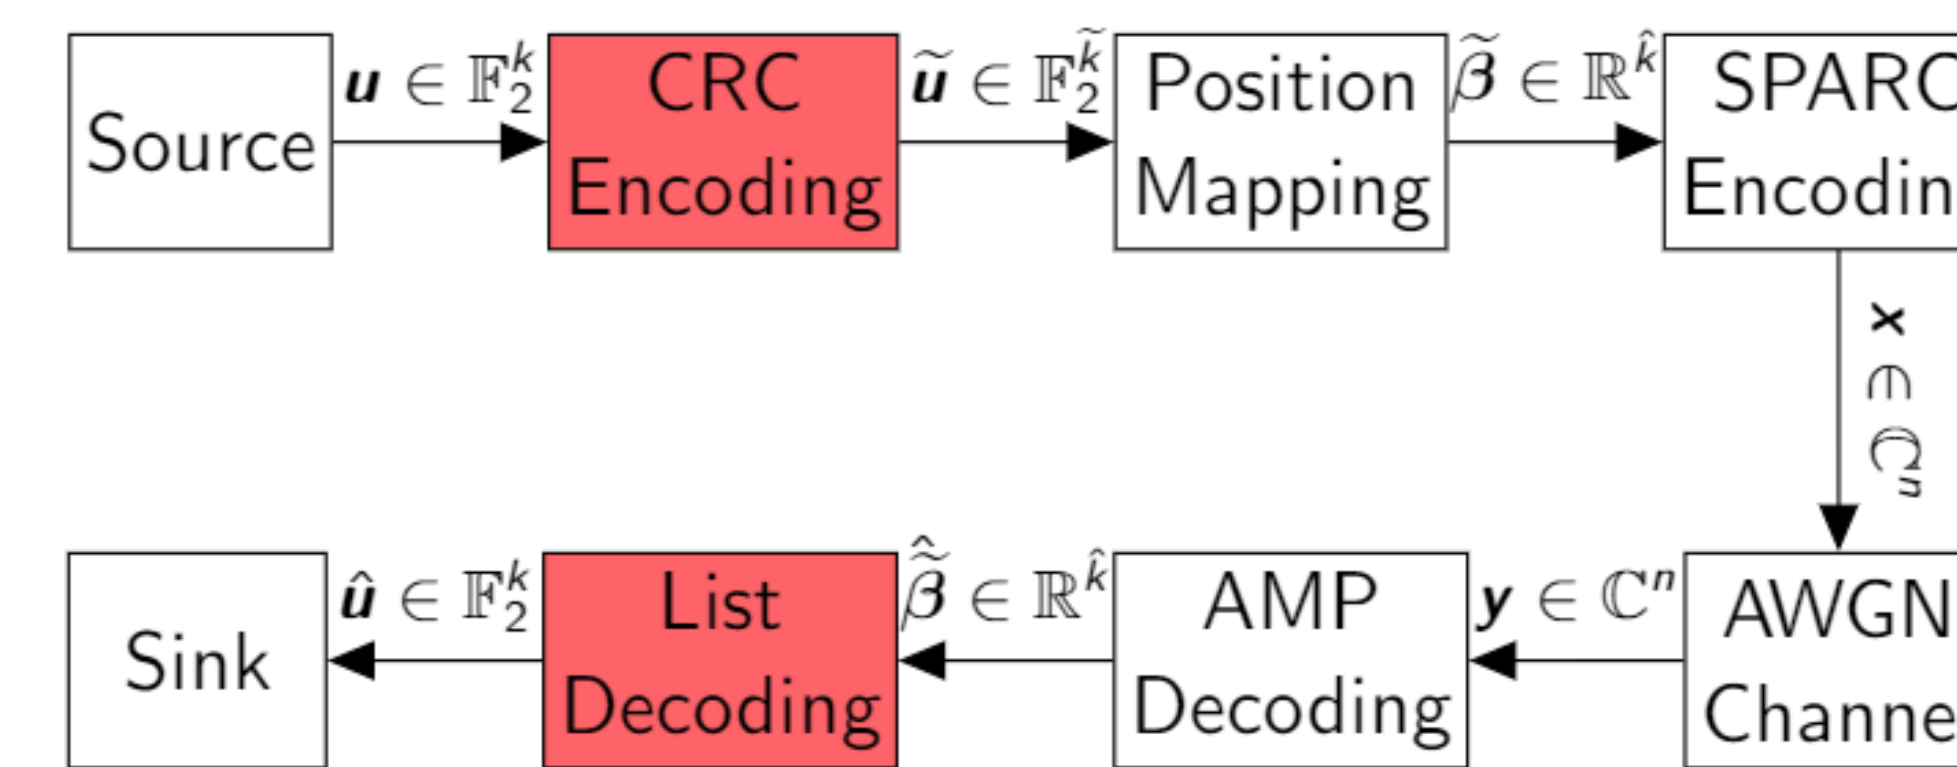 Source
𝒖 ∈ 𝔽₂ᵏ
CRC
Encoding
ũ ∈ 𝔽₂^k̃
Position
Mapping
β̃ ∈ ℝ^k̂
SPARC
Encodin
x ∈ ℂⁿ
Sink
û ∈ 𝔽₂ᵏ
List
Decoding
β̃̂ ∈ ℝ^k̂
AMP
Decoding
y ∈ ℂⁿ
AWGN
Channe